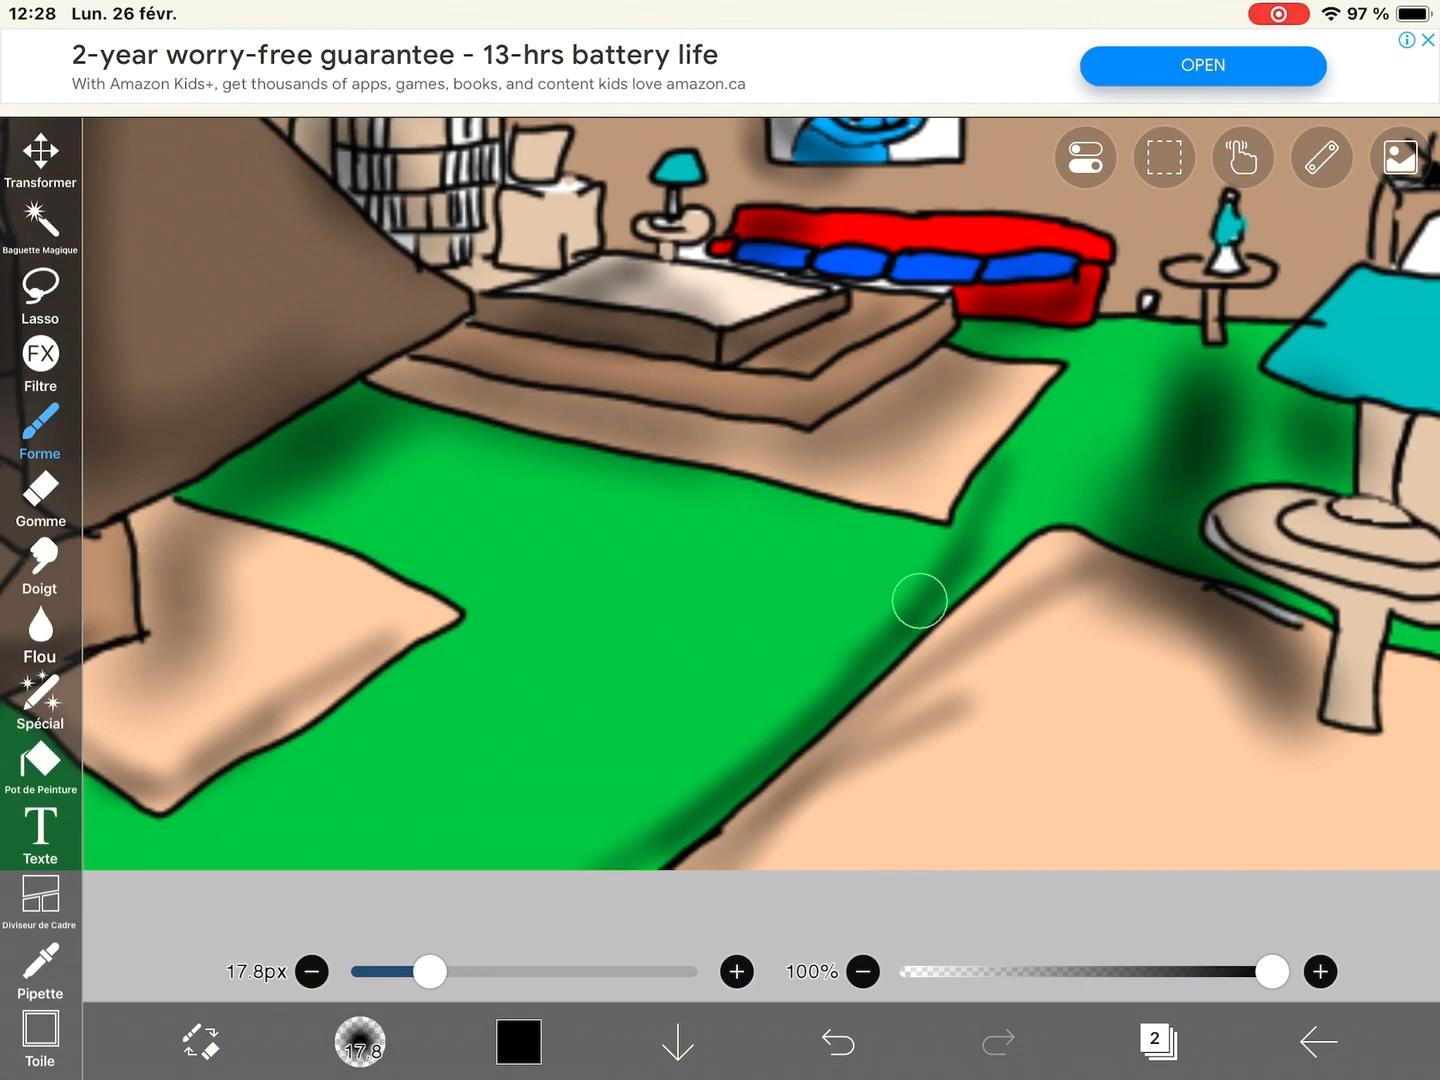 12:28 Lun. 26 févr.
97 %
2-year worry-free guarantee - 13-hrs battery life
With Amazon Kids+, get thousands of apps, games, books, and content kids love amazon.ca
OPEN
Transformer
Baguette Magique
Lasso
FX
Filtre
Forme
Gomme
Doigt
Flou
Spécial
Pot de Peinture
T
Texte
Diviseur de Cadre
Pipette
Toile
17.8px
100%
17.8
2